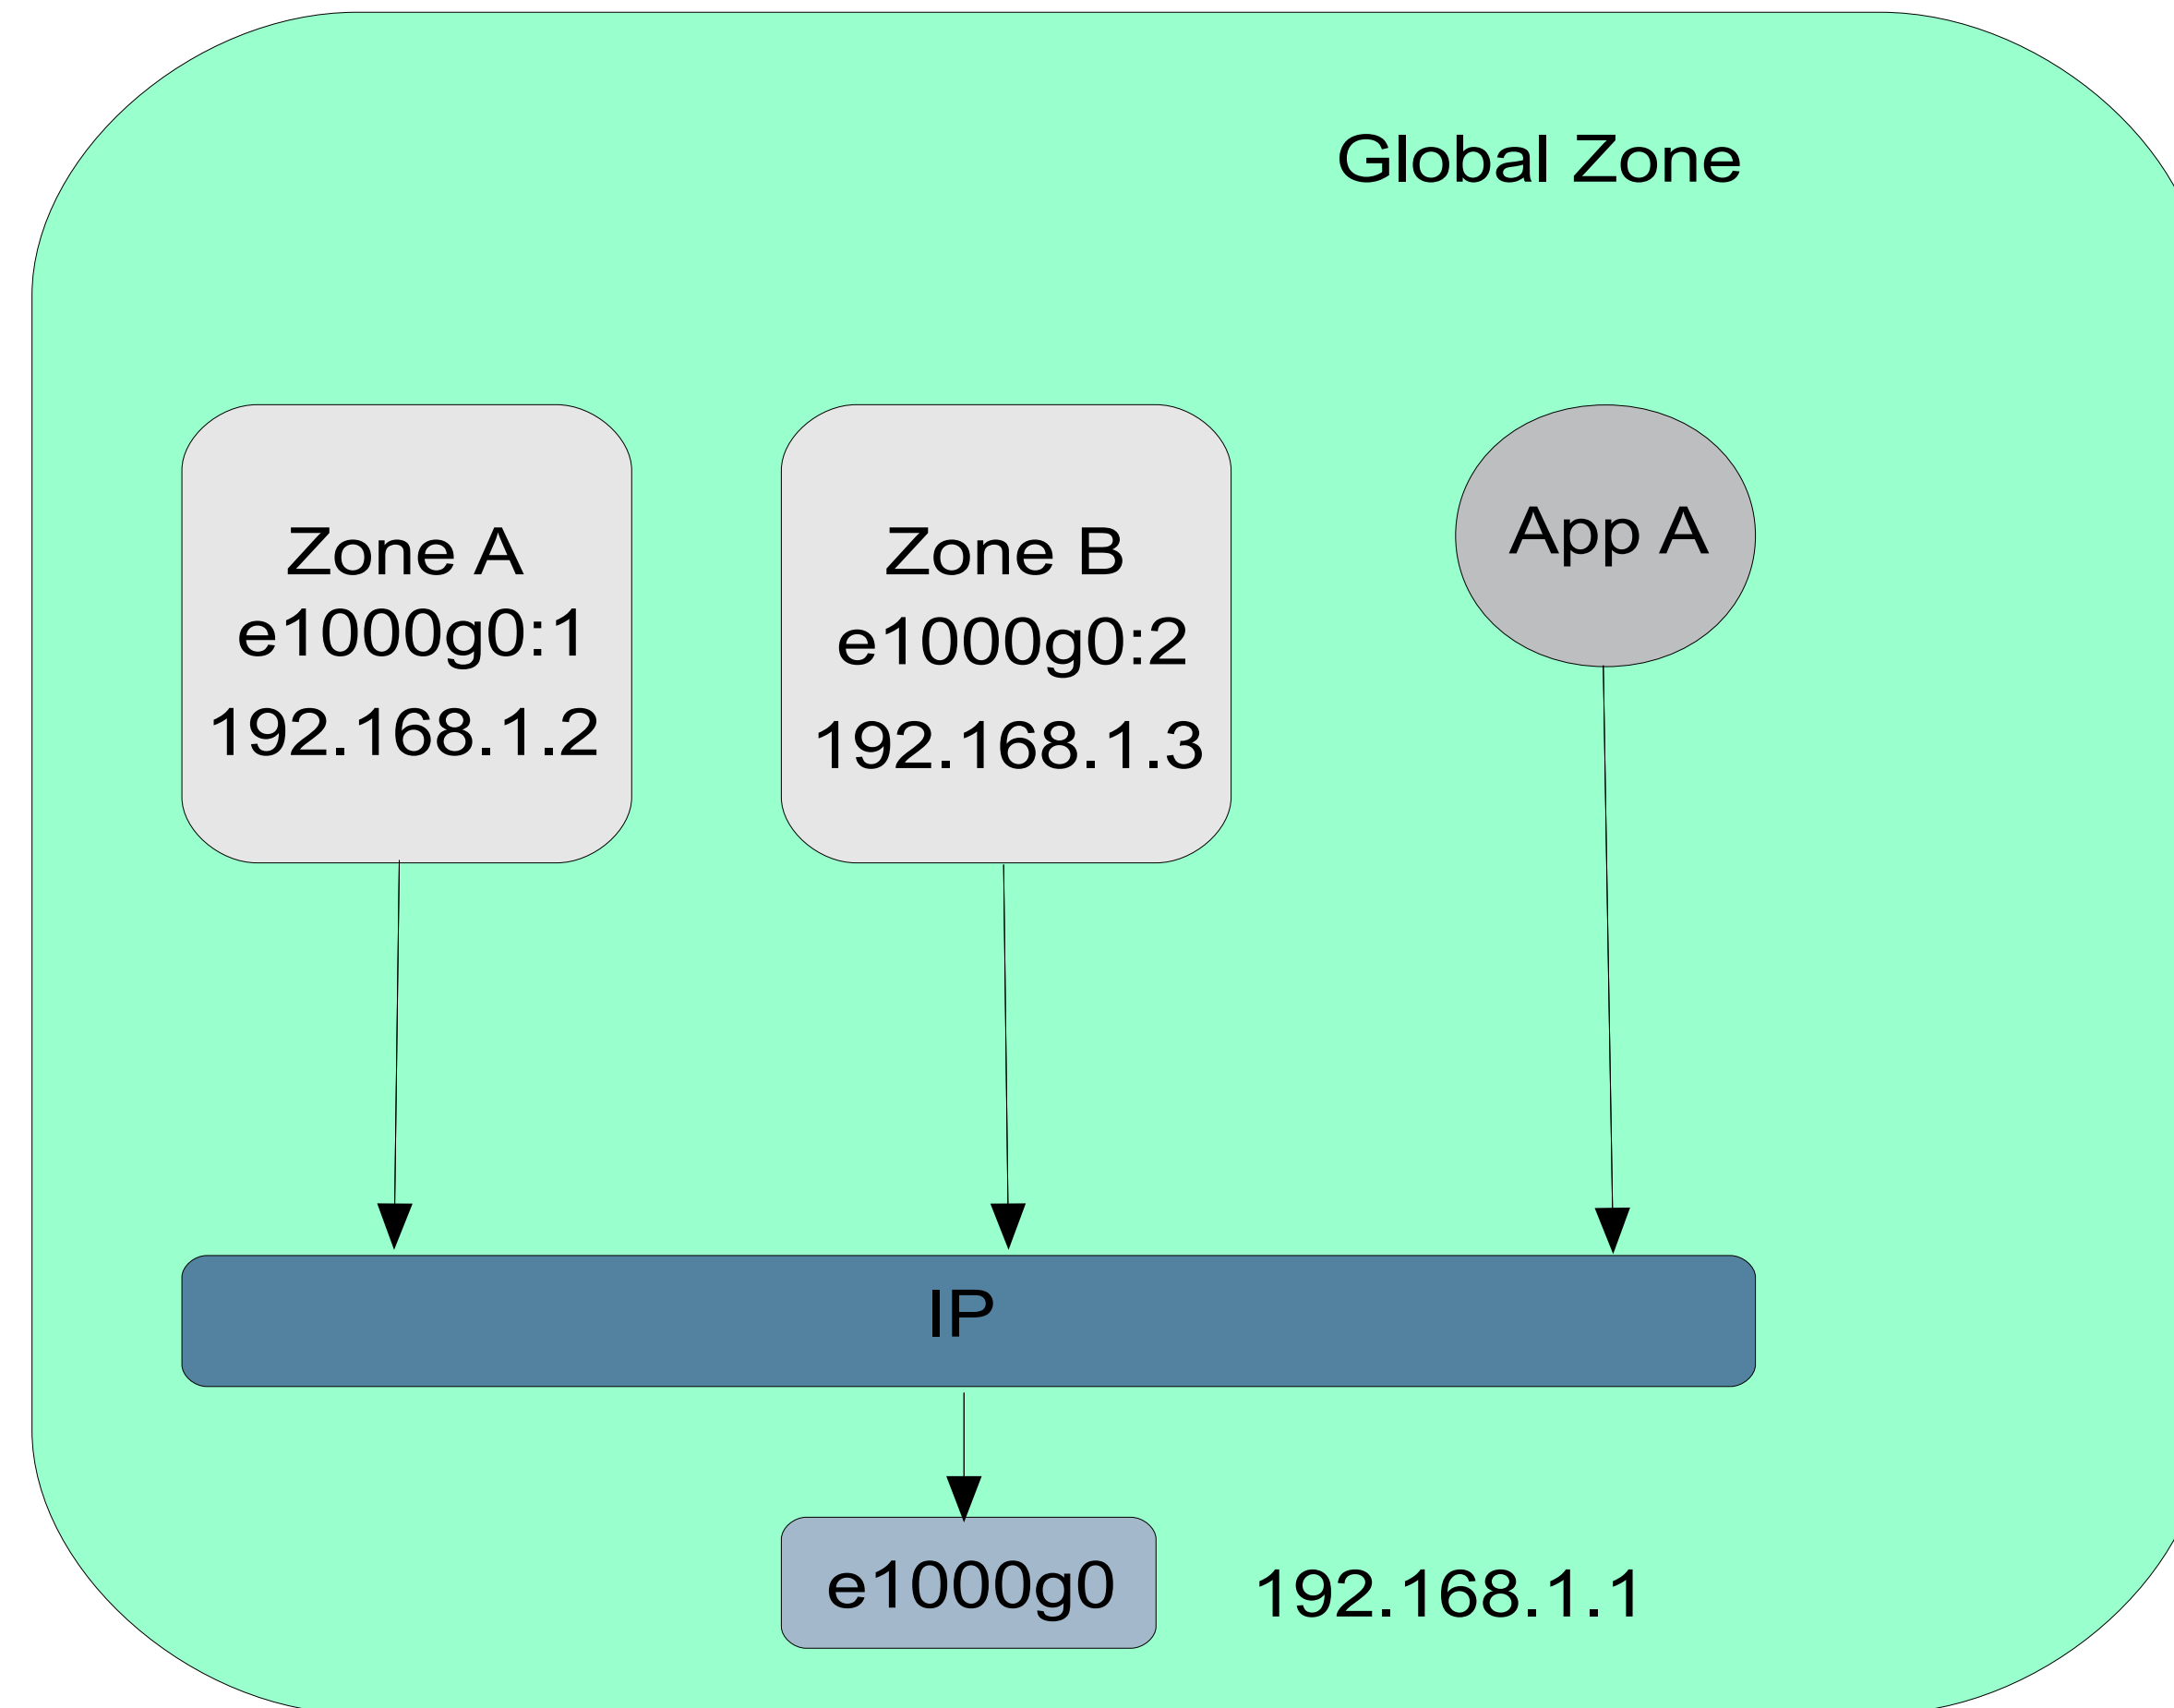 Global Zone
Zone A
e1000g0:1
192.168.1.2
Zone B
e1000g0:2
192.168.1.3
App A
IP
e1000g0
192.168.1.1